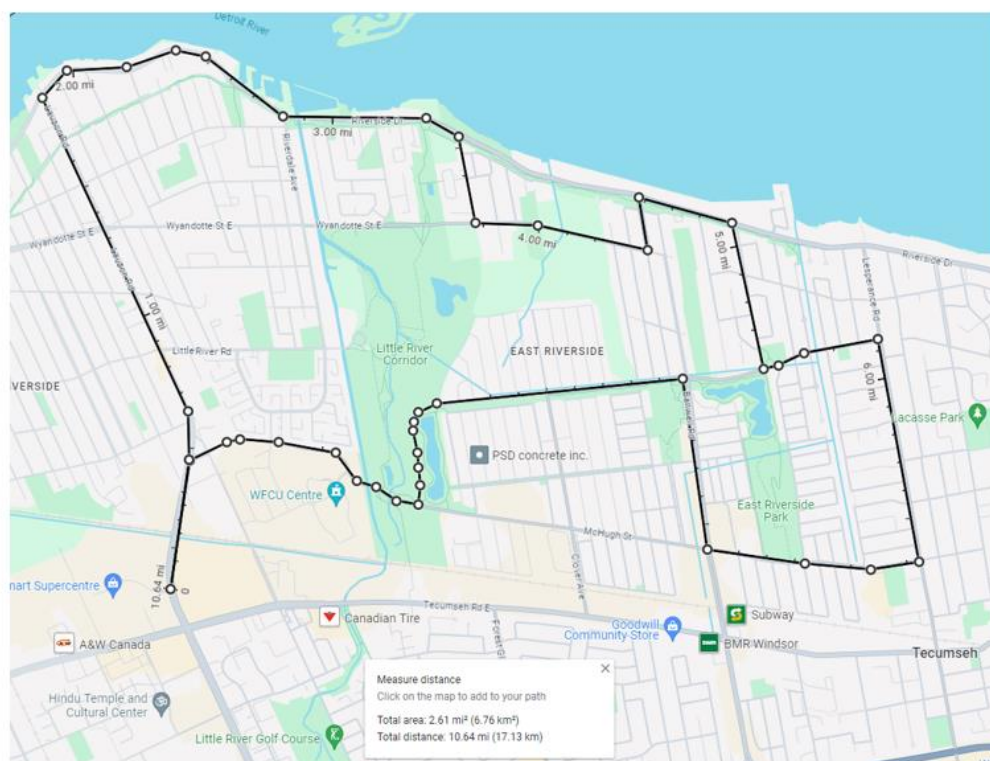 Detroit River
2.00 mi
Riverside Dr
3.00 mi
Riverdale Ave
Wyandotte St E
Wyandotte St E
4.00 mi
5.00 mi
Riverside Dr
Lesperance Rd
1.00 mi
Little River Rd
Little River
Corridor
EAST RIVERSIDE
VERSIDE
6.00 mi
Lacasse Park
PSD concrete inc.
WFCU Centre
East Riverside
Park
McHugh St
Clover Ave
10.64 mi
0
mart Supercentre
Canadian Tire
Tecumseh Rd E
Subway
Goodwill
Community Store
BMR Windsor
A&W Canada
Tecumseh
Hindu Temple and
Cultural Center
Little River Golf Course
Measure distance
Click on the map to add to your path
Total area: 2.61 mi² (6.76 km²)
Total distance: 10.64 mi (17.13 km)